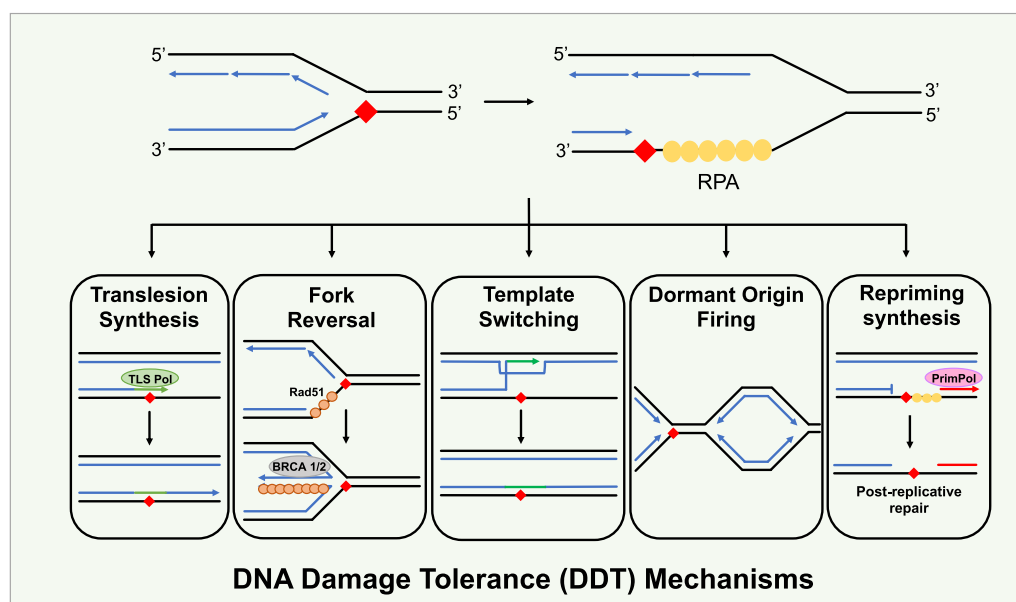 5’
3’
5’
3’
5’
3’
5’
3’
RPA
Translesion
Synthesis
TLS Pol
Fork
Reversal
Rad51
BRCA 1/2
Template
Switching
Dormant Origin
Firing
Repriming
synthesis
PrimPol
Post-replicative
repair
DNA Damage Tolerance (DDT) Mechanisms